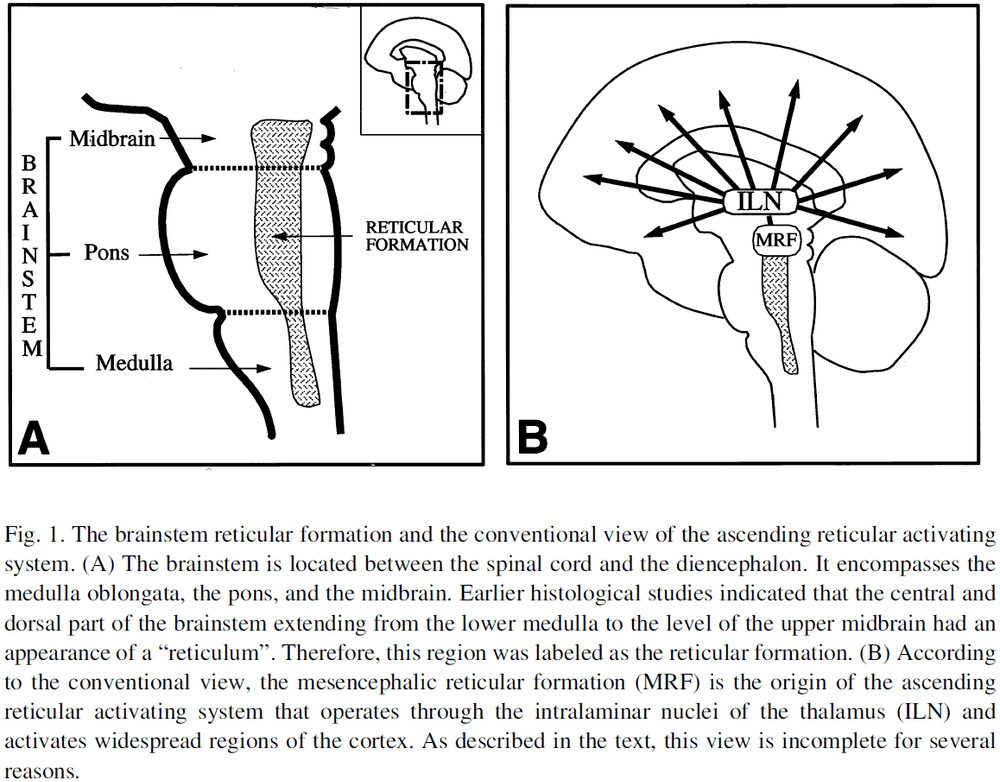 Midbrain
BRAINSTEM
Pons
RETICULAR
FORMATION
Medulla
A
ILN
MRF
B
Fig. 1. The brainstem reticular formation and the conventional view of the ascending reticular activating
system. (A) The brainstem is located between the spinal cord and the diencephalon. It encompasses the
medulla oblongata, the pons, and the midbrain. Earlier histological studies indicated that the central and
dorsal part of the brainstem extending from the lower medulla to the level of the upper midbrain had an
appearance of a “reticulum”. Therefore, this region was labeled as the reticular formation. (B) According
to the conventional view, the mesencephalic reticular formation (MRF) is the origin of the ascending
reticular activating system that operates through the intralaminar nuclei of the thalamus (ILN) and
activates widespread regions of the cortex. As described in the text, this view is incomplete for several
reasons.